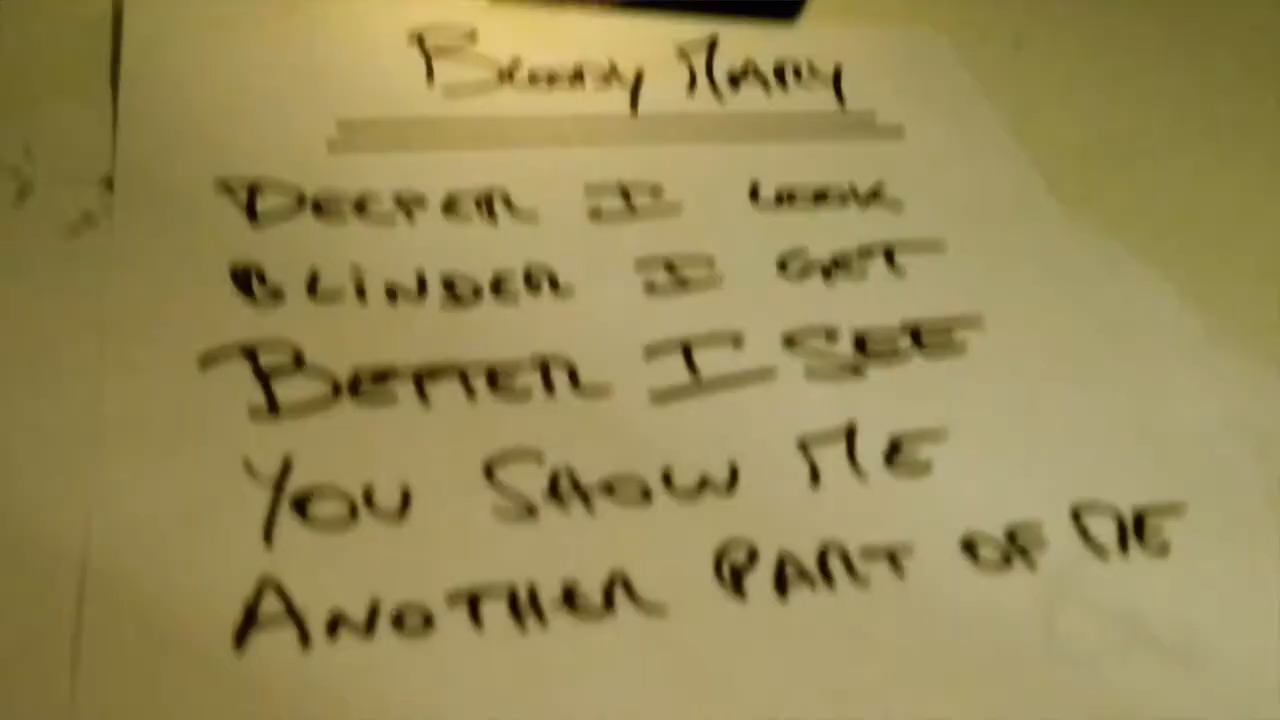 Bloody Mary
DEEPER I LOOK
BLINDER I GET
BETTER I SEE
YOU SHOW ME
ANOTHER PART OF ME